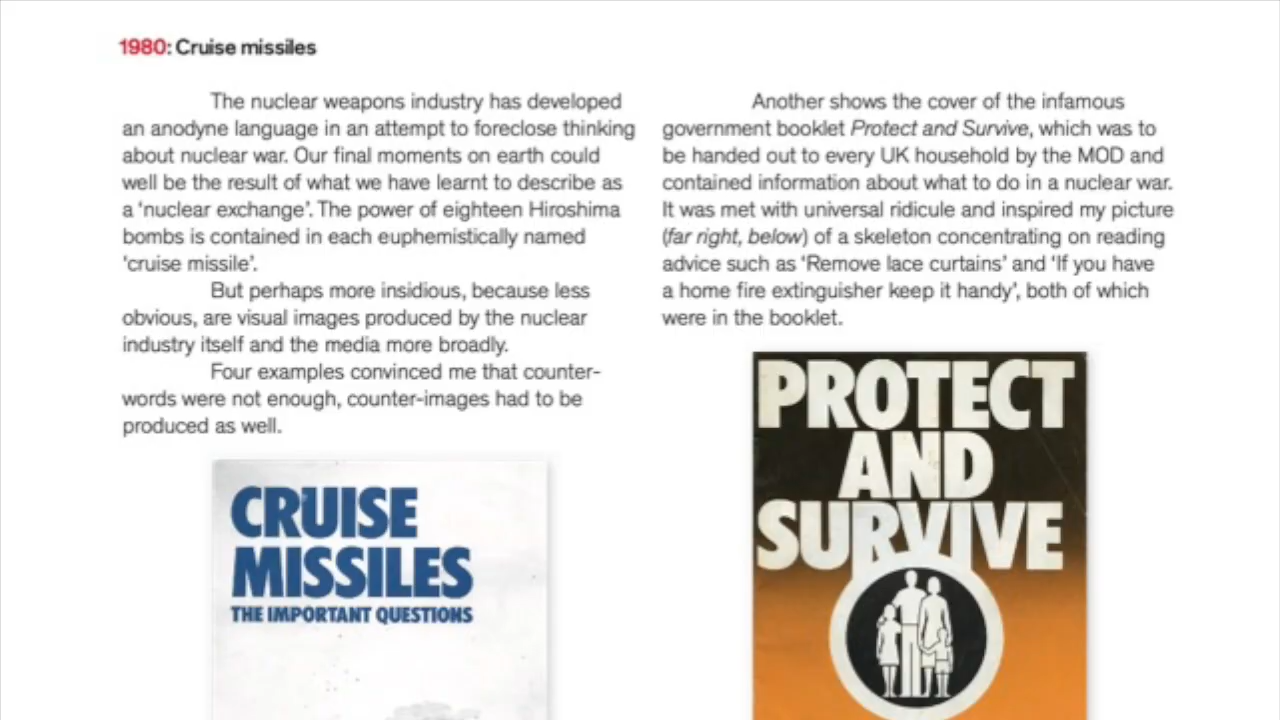 1980: Cruise missiles
The nuclear weapons industry has developed
an anodyne language in an attempt to foreclose thinking
about nuclear war. Our final moments on earth could
well be the result of what we have learnt to describe as
a ‘nuclear exchange’. The power of eighteen Hiroshima
bombs is contained in each euphemistically named
‘cruise missile’.
But perhaps more insidious, because less
obvious, are visual images produced by the nuclear
industry itself and the media more broadly.
Four examples convinced me that counter-
words were not enough, counter-images had to be
produced as well.
CRUISE
MISSILES
THE IMPORTANT QUESTIONS
Another shows the cover of the infamous
government booklet Protect and Survive, which was to
be handed out to every UK household by the MOD and
contained information about what to do in a nuclear war.
It was met with universal ridicule and inspired my picture
(far right, below) of a skeleton concentrating on reading
advice such as ‘Remove lace curtains’ and ‘If you have
a home fire extinguisher keep it handy’, both of which
were in the booklet.
PROTECT
AND
SURVIVE